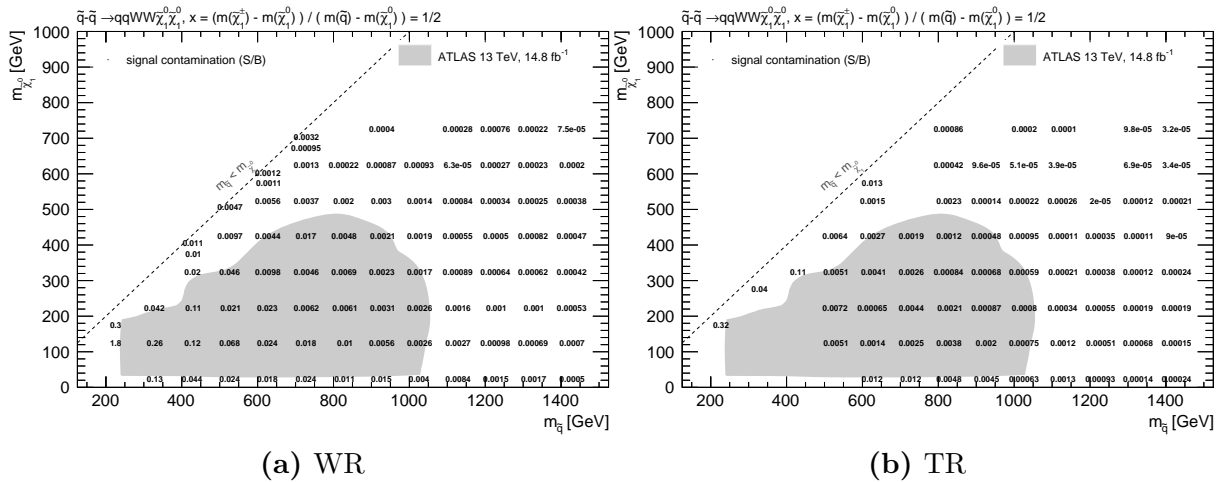 q̃-q̃ →qqWWχ̃₁⁰χ̃₁⁰, x = (m(χ̃₁±) - m(χ̃₁⁰) ) / ( m(q̃) - m(χ̃₁⁰) ) = 1/2
m_χ̃₁⁰ [GeV]
1000
900
800
700
600
500
400
300
200
100
0
signal contamination (S/B)
ATLAS 13 TeV, 14.8 fb⁻¹
m_q̃ < m_χ̃₁⁰
0.0004 0.00028 0.00076 0.00022 7.5e-05
0.0032
0.00095
0.0013 0.00022 0.00087 0.00093 6.3e-05 0.00027 0.00023 0.0002
0.0012
0.0011
0.0056 0.0037 0.002 0.003 0.0014 0.00084 0.00034 0.00025 0.00038
0.0047
0.0097 0.0044 0.017 0.0048 0.0021 0.0019 0.00055 0.0005 0.00082 0.00047
0.011
0.01
0.02 0.046 0.0098 0.0046 0.0069 0.0023 0.0017 0.00089 0.00064 0.00062 0.00042
0.042 0.11 0.021 0.023 0.0062 0.0061 0.0031 0.0026 0.0016 0.001 0.001 0.00053
0.3
1.8 0.26 0.12 0.068 0.024 0.018 0.01 0.0056 0.0026 0.0027 0.00098 0.00069 0.0007
0.13 0.044 0.024 0.018 0.024 0.011 0.015 0.004 0.0084 0.0015 0.0017 0.0005
200 400 600 800 1000 1200 1400
m_q̃ [GeV]
(a) WR
q̃-q̃ →qqWWχ̃₁⁰χ̃₁⁰, x = (m(χ̃₁±) - m(χ̃₁⁰) ) / ( m(q̃) - m(χ̃₁⁰) ) = 1/2
m_χ̃₁⁰ [GeV]
1000
900
800
700
600
500
400
300
200
100
0
signal contamination (S/B)
ATLAS 13 TeV, 14.8 fb⁻¹
m_q̃ < m_χ̃₁⁰
0.00086 0.0002 0.0001 9.8e-05 3.2e-05
0.00042 9.6e-05 5.1e-05 3.9e-05 6.9e-05 3.4e-05
0.013
0.0015 0.0023 0.00014 0.00022 0.00026 2e-05 0.00012 0.00021
0.0064 0.0027 0.0019 0.0012 0.00048 0.00095 0.00011 0.00035 0.00011 9e-05
0.11 0.0051 0.0041 0.0026 0.00084 0.00068 0.00059 0.00021 0.00038 0.00012 0.00024
0.04
0.0072 0.00065 0.0044 0.0021 0.00087 0.0008 0.00034 0.00055 0.00019 0.00019
0.32
0.0051 0.0014 0.0025 0.0038 0.002 0.00075 0.0012 0.00051 0.00068 0.00015
0.012 0.012 0.0048 0.0045 0.00063 0.0013 0.00093 0.00014 0.00024
200 400 600 800 1000 1200 1400
m_q̃ [GeV]
(b) TR